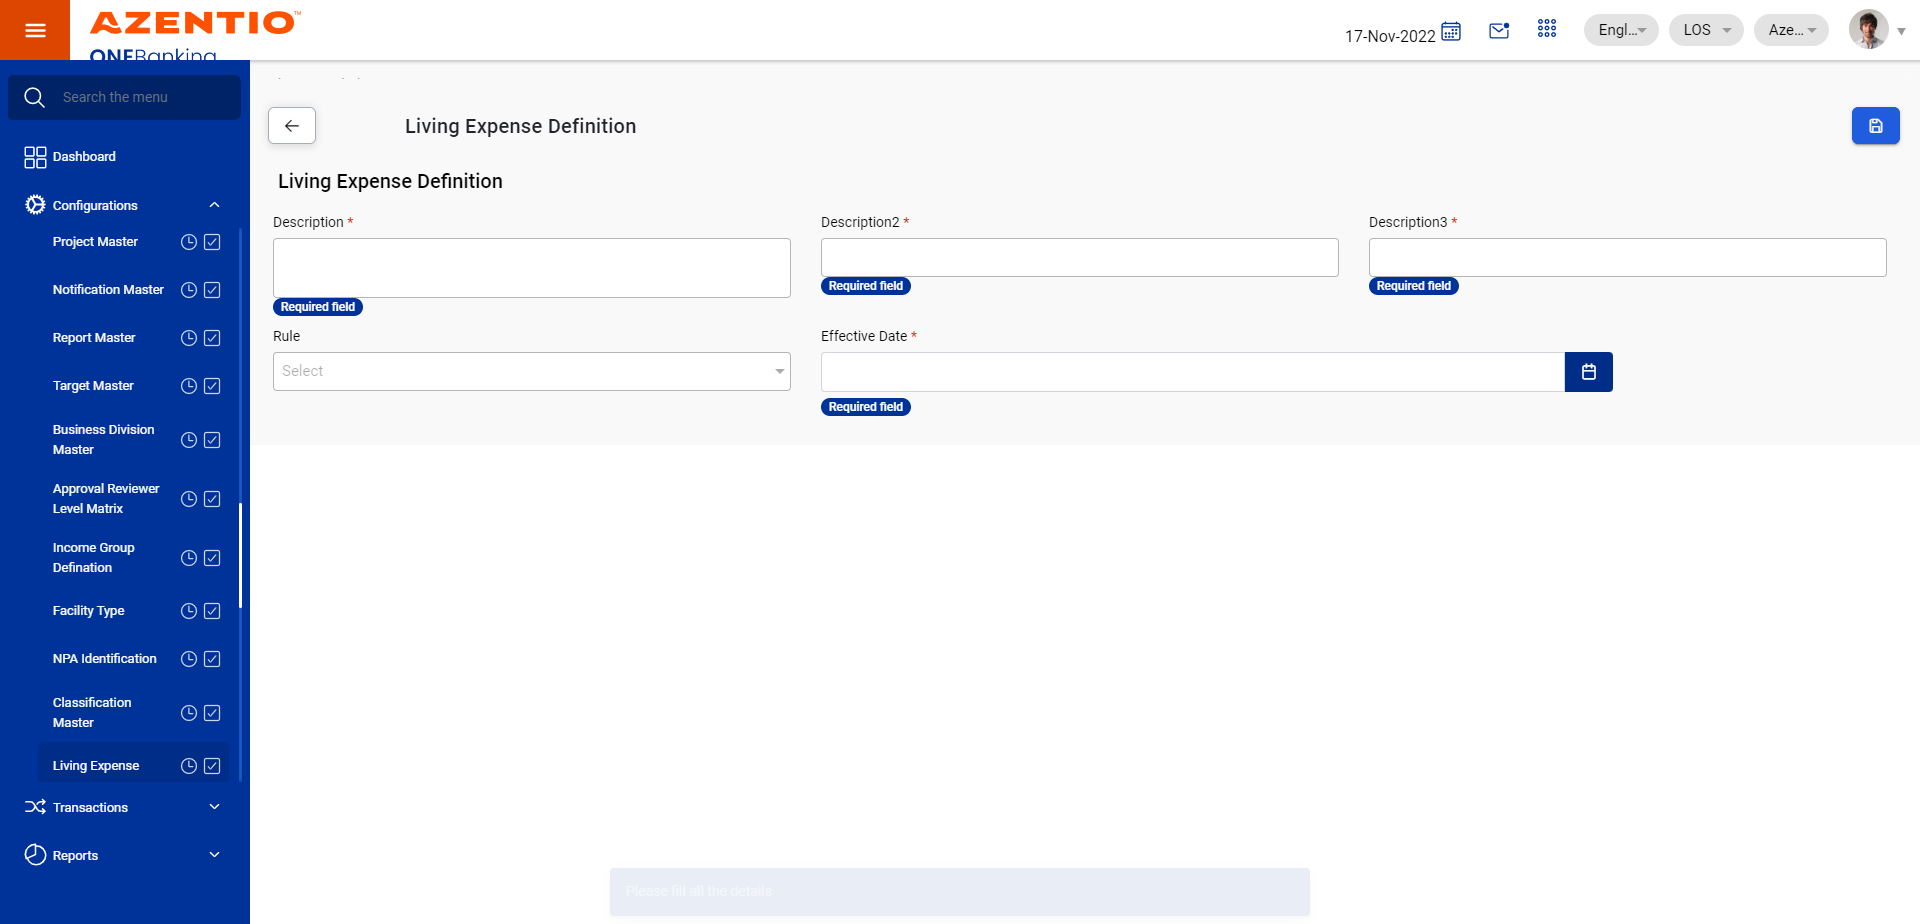 AZENTIO™
ONEBanking
17-Nov-2022
Engl...
LOS
Aze...
Search the menu
Dashboard
Configurations
Project Master
Notification Master
Report Master
Target Master
Business Division
Master
Approval Reviewer
Level Matrix
Income Group
Defination
Facility Type
NPA Identification
Classification
Master
Living Expense
Transactions
Reports
Living Expense Definition
Living Expense Definition
Description *
Description2 *
Description3 *
Required field
Required field
Required field
Rule
Effective Date *
Select
Required field
Please fill all the details